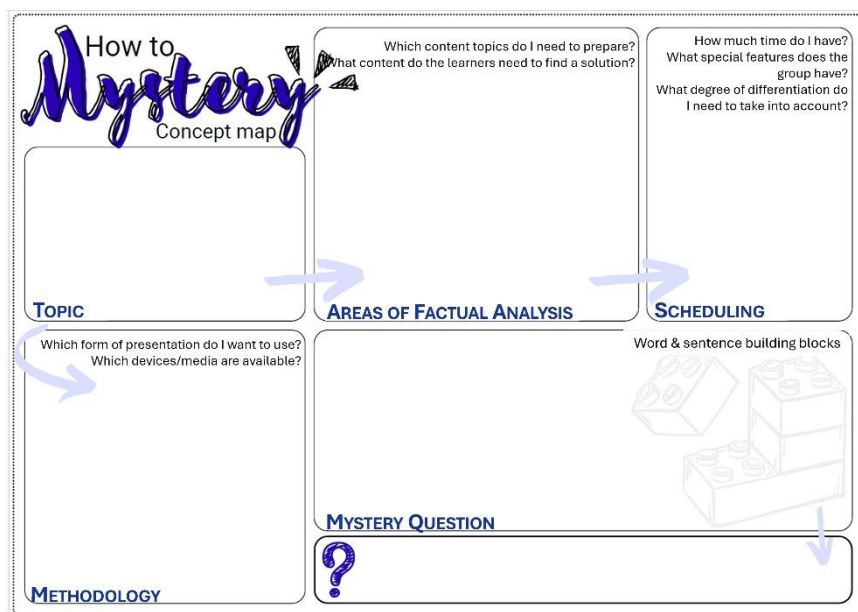 How to
Mystery
Concept map
TOPIC
Which content topics do I need to prepare?
What content do the learners need to find a solution?
AREAS OF FACTUAL ANALYSIS
How much time do I have?
What special features does the
group have?
What degree of differentiation do
I need to take into account?
SCHEDULING
Which form of presentation do I want to use?
Which devices/media are available?
METHODOLOGY
Word & sentence building blocks
MYSTERY QUESTION
?